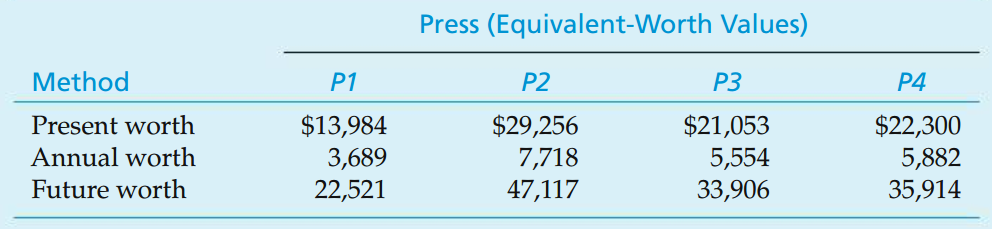 Press (Equivalent-Worth Values)
Method P1 P2 P3 P4
Present worth $13,984 $29,256 $21,053 $22,300
Annual worth 3,689 7,718 5,554 5,882
Future worth 22,521 47,117 33,906 35,914